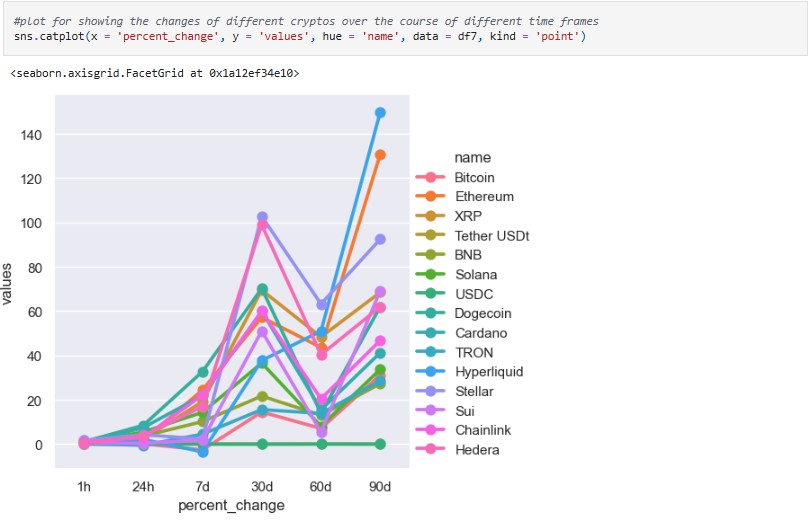 #plot for showing the changes of different cryptos over the course of different time frames
sns.catplot(x = 'percent_change', y = 'values', hue = 'name', data = df7, kind = 'point')
<seaborn.axisgrid.FacetGrid at 0x1a12ef34e10>
140
120
100
80
60
40
20
0
values
1h 24h 7d 30d 60d 90d
percent_change
name
Bitcoin
Ethereum
XRP
Tether USDt
BNB
Solana
USDC
Dogecoin
Cardano
TRON
Hyperliquid
Stellar
Sui
Chainlink
Hedera